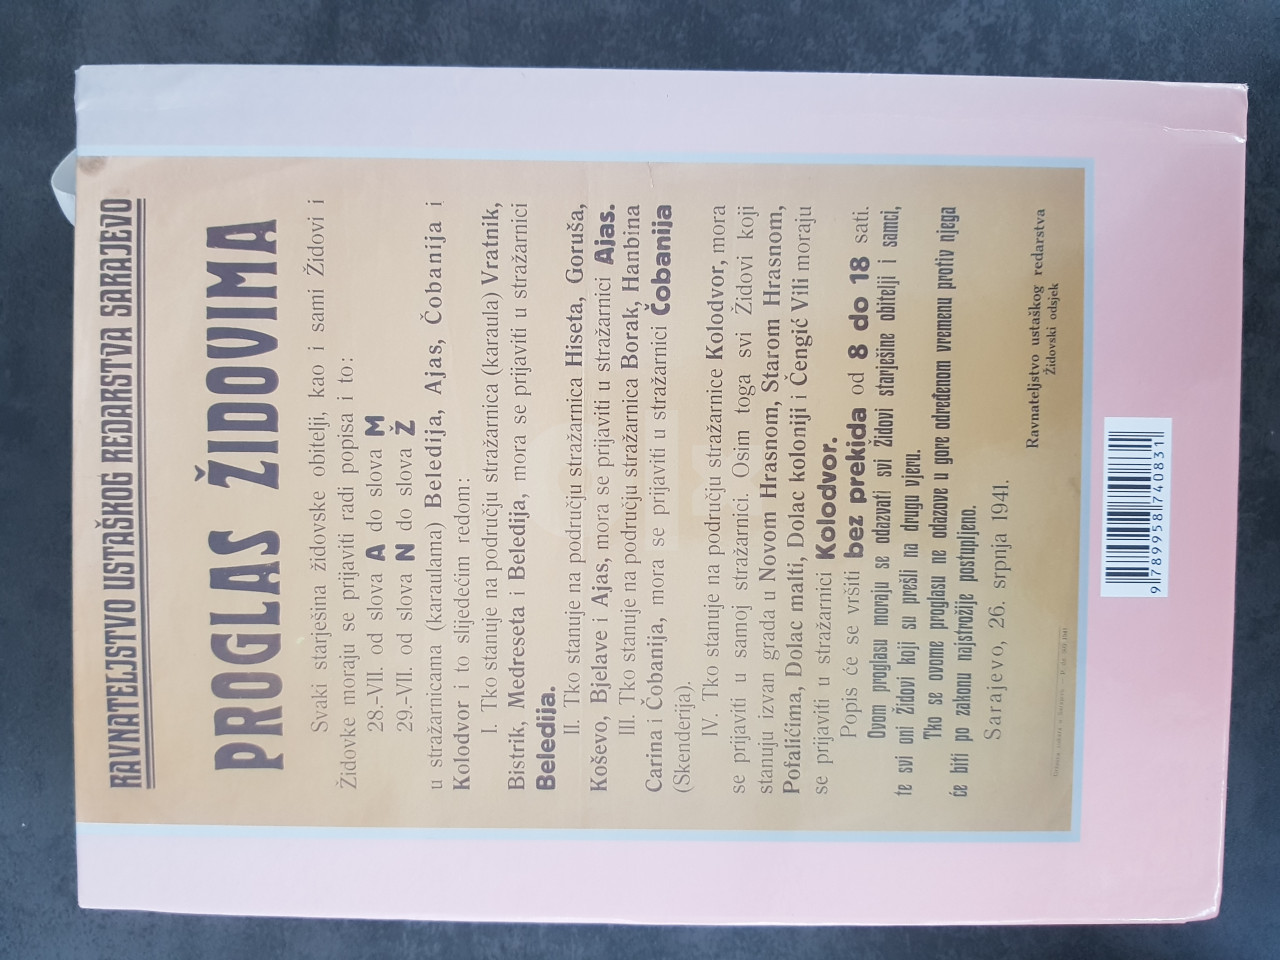 RAVNATELJSTVO USTAŠKOG REDARSTVA SARAJEVO
PROGLAS ŽIDOVIMA
Svaki starješina židovske obitelji, kao i sami Židovi i
Židovke moraju se prijaviti radi popisa i to:
28.-VII. od slova A do slova M
29.-VII. od slova N do slova Ž
u stražarnicama (karaulama) Beledija, Ajas, Čobanija i
Kolodvor i to slijedećim redom:
I. Tko stanuje na području stražarnica (karaula) Vratnik,
Bistrik, Medreseta i Beledija, mora se prijaviti u stražarnici
Beledija.
II. Tko stanuje na području stražarnica Hiseta, Goruša,
Koševo, Bjelave i Ajas, mora se prijaviti u stražarnici Ajas.
III. Tko stanuje na području stražarnica Borak, Hanbina
Carina i Čobanija, mora se prijaviti u stražarnici Čobanija
(Skenderija).
IV. Tko stanuje na području stražarnice Kolodvor, mora
se prijaviti u samoj stražarnici. Osim toga svi Židovi koji
stanuju izvan grada u Novom Hrasnom, Starom Hrasnom,
Pofalićima, Dolac malti, Dolac koloniji i Čengić Vili moraju
se prijaviti u stražarnici Kolodvor.
Popis će se vršiti bez prekida od 8 do 18 sati.
Ovom proglasu moraju se odazvati svi Židovi starješine obitelji i samci,
te svi oni Židovi koji su prešli na drugu vjeru.
Tko se ovome proglasu ne odazove u gore određenom vremenu protiv njega
će biti po zakonu najstrožije postupljeno.
Sarajevo, 26. srpnja 1941.
Ravnateljstvo ustaškog redarstva
Židovski odsjek
9 789958 740831